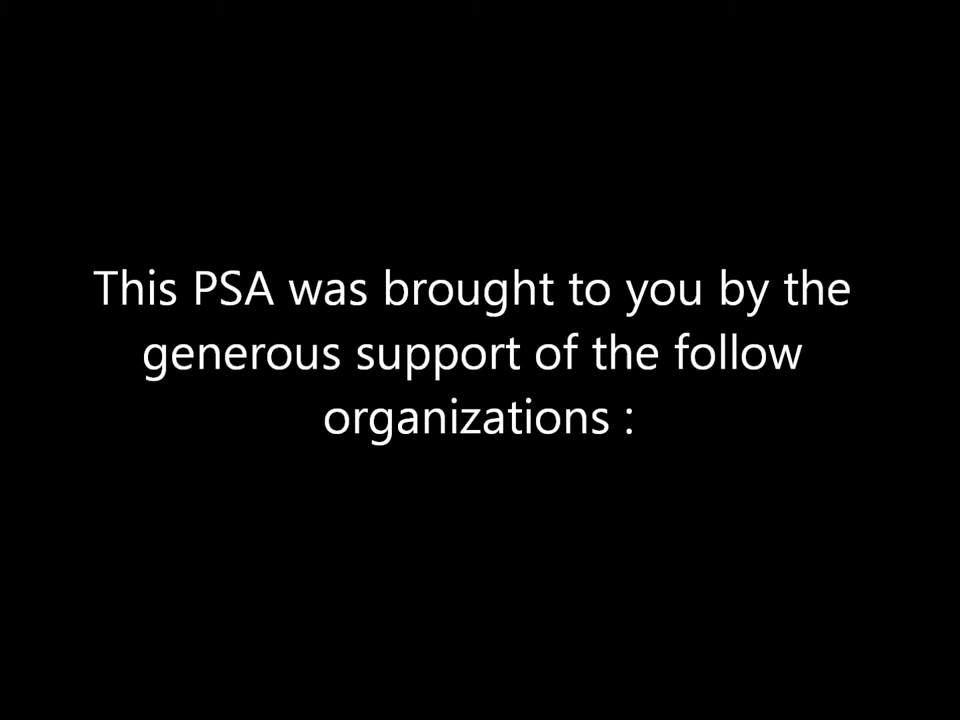 This PSA was brought to you by the
generous support of the follow
organizations :